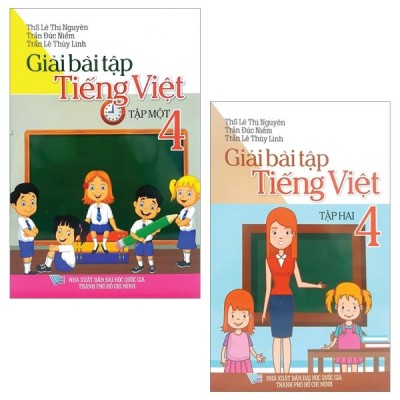 ThS Lê Thị Nguyên
Trần Đức Niềm
Trần Lê Thùy Linh
Giải bài tập
Tiếng Việt
TẬP MỘT
4
NHÀ XUẤT BẢN ĐẠI HỌC QUỐC GIA
THÀNH PHỐ HỒ CHÍ MINH
ThS Lê Thị Nguyên
Trần Đức Niềm
Trần Lê Thùy Linh
Giải bài tập
Tiếng Việt
TẬP HAI
4
NHÀ XUẤT BẢN ĐẠI HỌC QUỐC GIA
THÀNH PHỐ HỒ CHÍ MINH